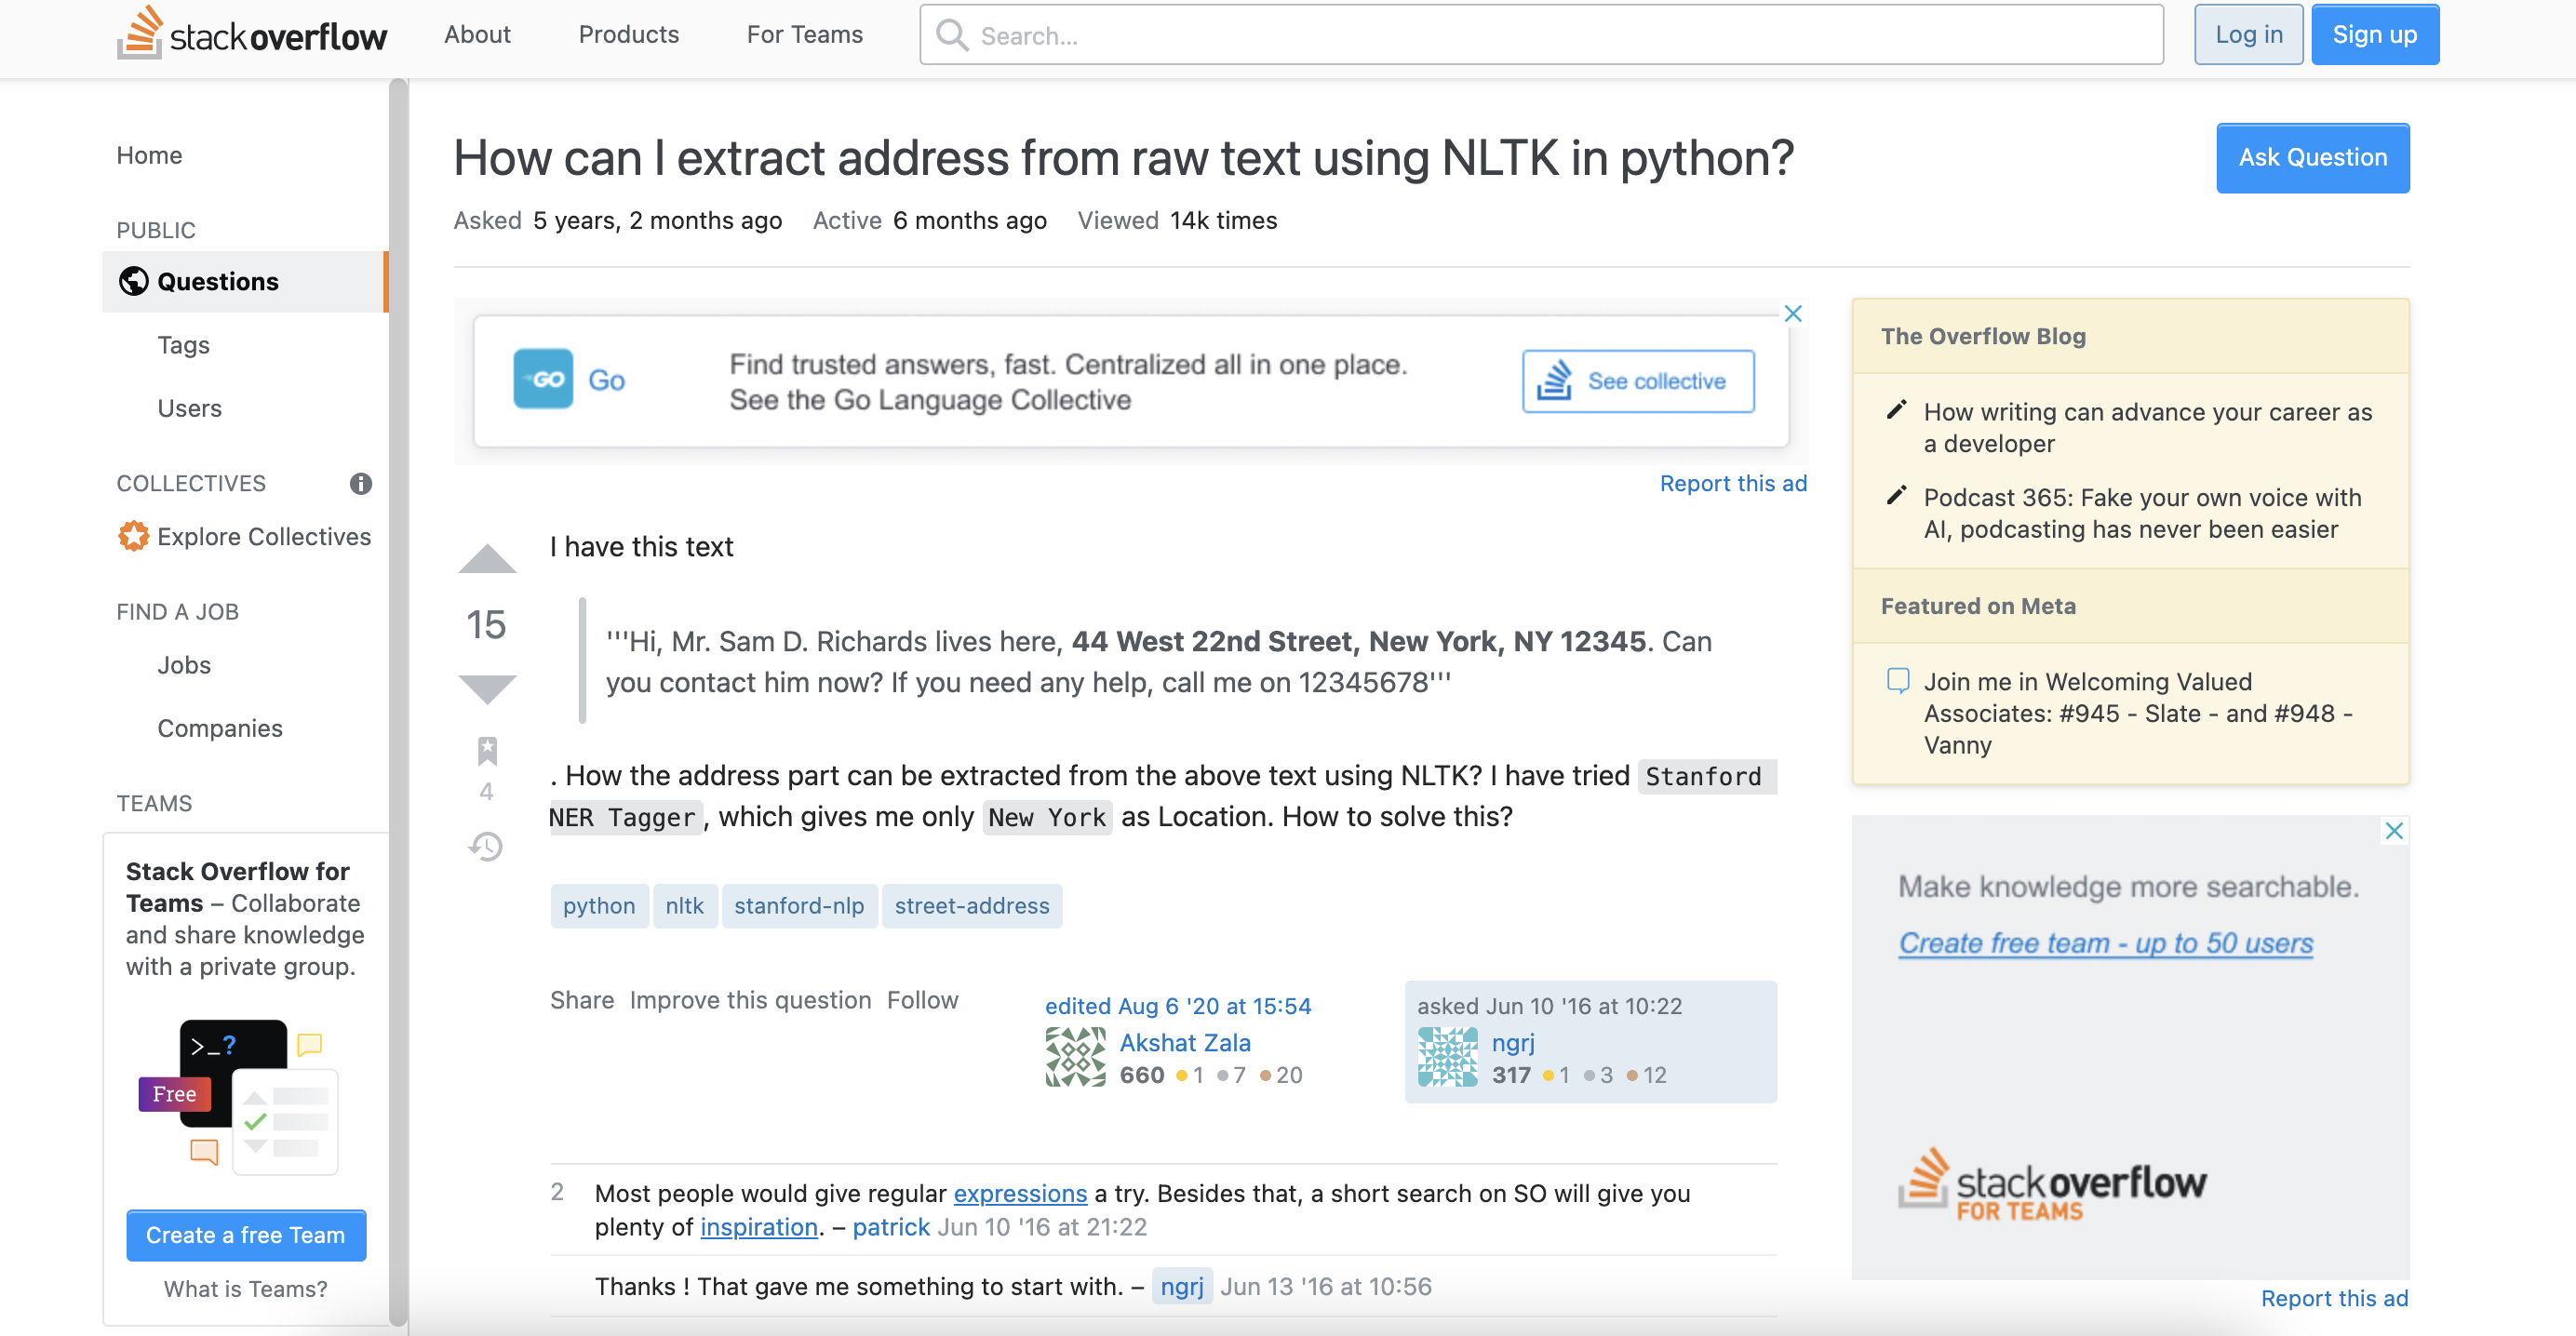 stackoverflow
About
Products
For Teams
Search...
Log in
Sign up
Home
PUBLIC
Questions
Tags
Users
COLLECTIVES
Explore Collectives
FIND A JOB
Jobs
Companies
TEAMS
Stack Overflow for
Teams – Collaborate
and share knowledge
with a private group.
>_?
Free
Create a free Team
What is Teams?
How can I extract address from raw text using NLTK in python?
Ask Question
Asked 5 years, 2 months ago Active 6 months ago Viewed 14k times
GO
Go
Find trusted answers, fast. Centralized all in one place.
See the Go Language Collective
See collective
Report this ad
15
4
I have this text
'''Hi, Mr. Sam D. Richards lives here, 44 West 22nd Street, New York, NY 12345. Can
you contact him now? If you need any help, call me on 12345678'''
. How the address part can be extracted from the above text using NLTK? I have tried Stanford
NER Tagger, which gives me only New York as Location. How to solve this?
python nltk stanford-nlp street-address
Share Improve this question Follow
edited Aug 6 '20 at 15:54
Akshat Zala
660 1 7 20
asked Jun 10 '16 at 10:22
ngrj
317 1 3 12
2
Most people would give regular expressions a try. Besides that, a short search on SO will give you
plenty of inspiration. – patrick Jun 10 '16 at 21:22
Thanks ! That gave me something to start with. – ngrj Jun 13 '16 at 10:56
The Overflow Blog
How writing can advance your career as
a developer
Podcast 365: Fake your own voice with
AI, podcasting has never been easier
Featured on Meta
Join me in Welcoming Valued
Associates: #945 - Slate - and #948 -
Vanny
Make knowledge more searchable.
Create free team - up to 50 users
stackoverflow
FOR TEAMS
Report this ad